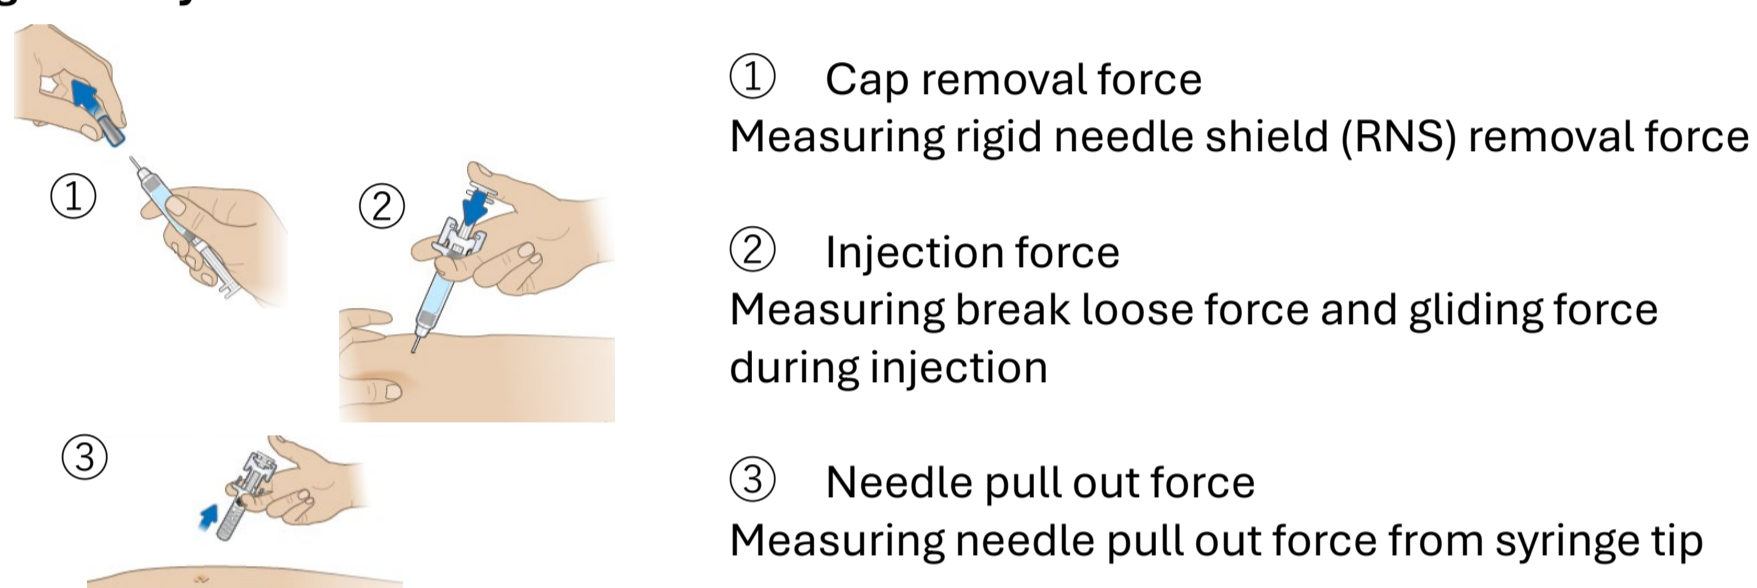 ①
②
③
① Cap removal force
Measuring rigid needle shield (RNS) removal force
② Injection force
Measuring break loose force and gliding force
during injection
③ Needle pull out force
Measuring needle pull out force from syringe tip